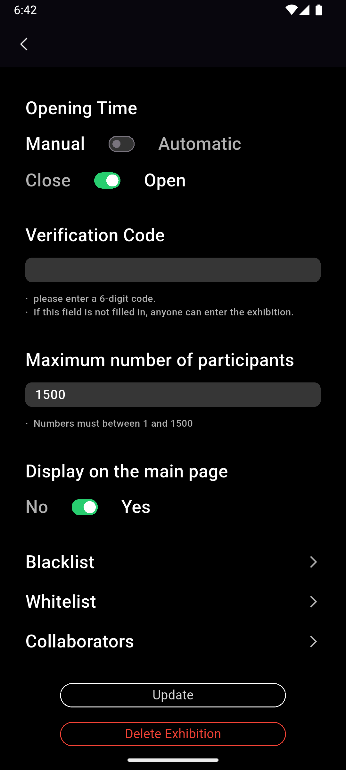 6:42
Opening Time
Manual Automatic
Close Open
Verification Code
· please enter a 6-digit code.
· If this field is not filled in, anyone can enter the exhibition.
Maximum number of participants
1500
· Numbers must between 1 and 1500
Display on the main page
No Yes
Blacklist
Whitelist
Collaborators
Update
Delete Exhibition